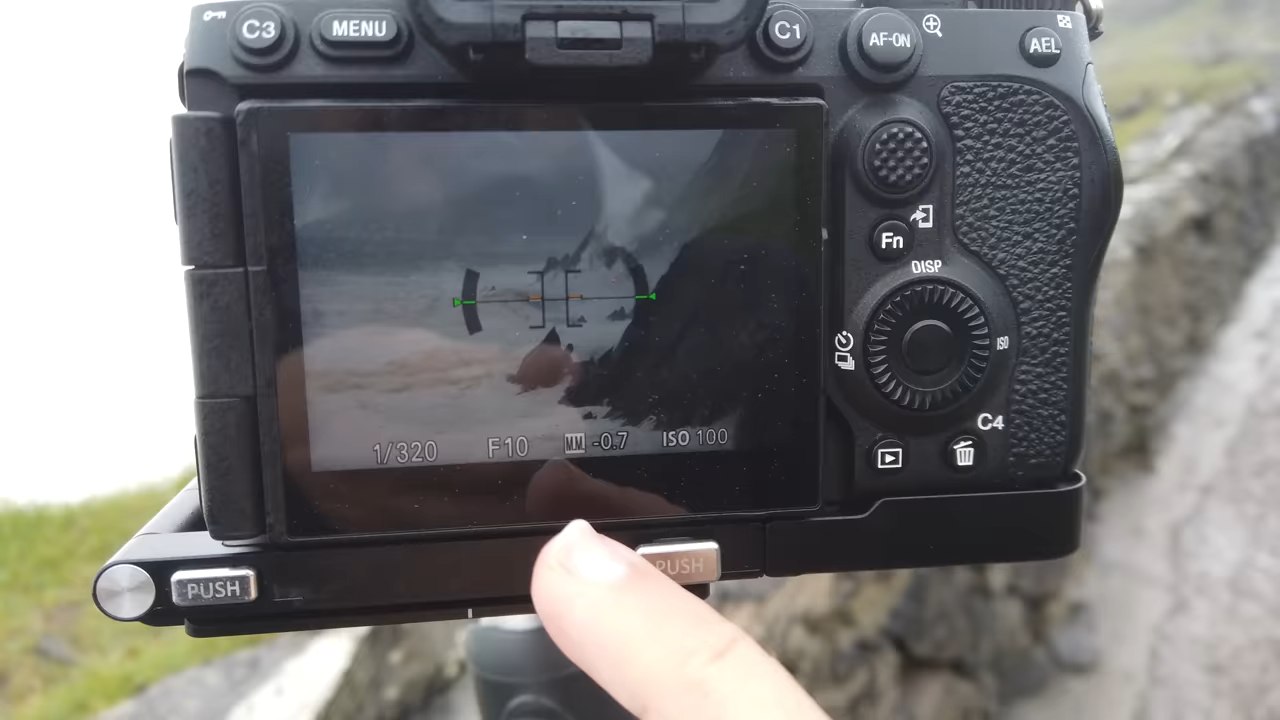 C3
MENU
C1
AF-ON
AEL
Fn
DISP
ISO
C4
1/320 F10 M.M. -0.7 ISO 100
PUSH
PUSH